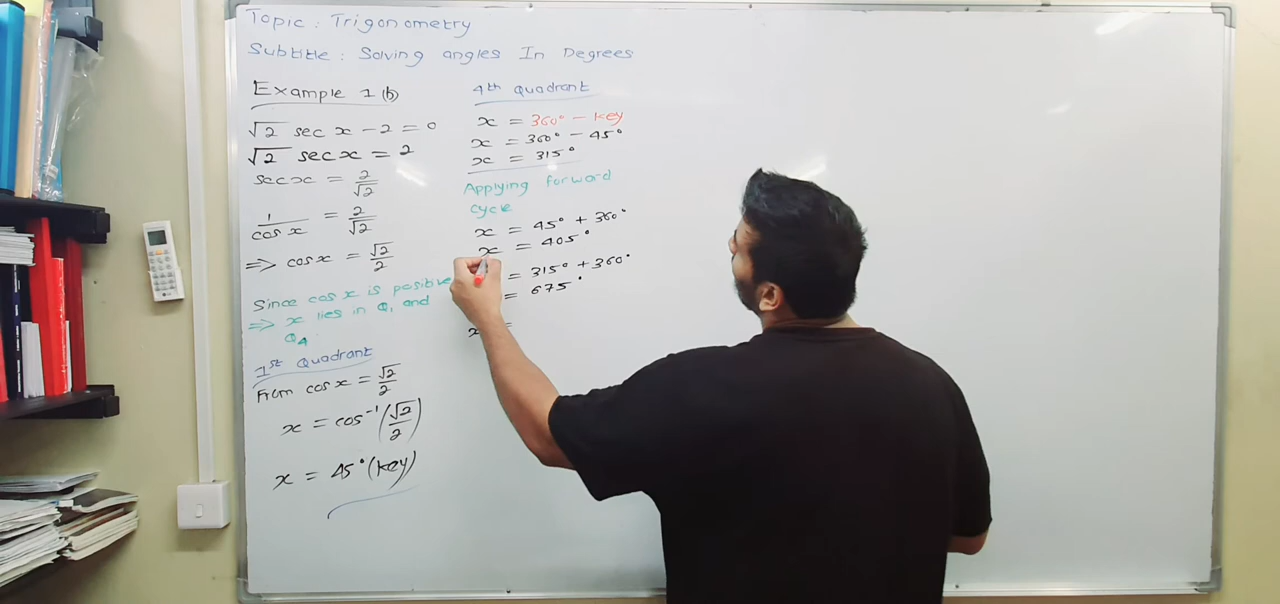 Topic : Trigonometry
Subtitle : Solving angles In Degrees
Example 1 (b)
√2 sec x - 2 = 0
√2 sec x = 2
sec x = 2/√2
1/cos x = 2/√2
⇒ cos x = √2/2
Since cos x is positive
⇒ x lies in Q1 and
Q4
1st Quadrant
From cos x = √2/2
x = cos⁻¹(√2/2)
x = 45° (key)
4th Quadrant
x = 360° - key
x = 360° - 45°
x = 315°
Applying forward
cycle
x = 45° + 360°
x = 405°
= 315° + 360°
= 675°
x =